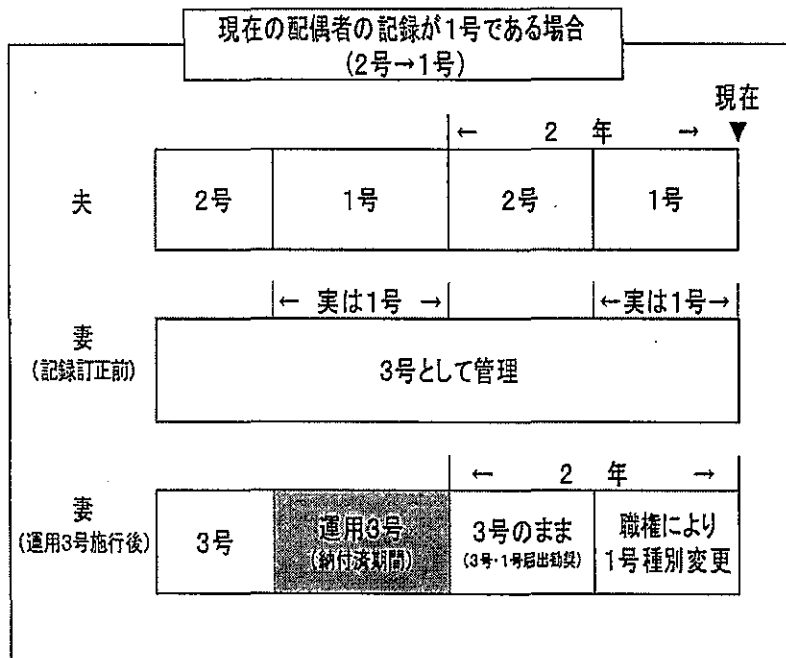 現在の配偶者の記録が1号である場合
(2号→1号)
現在
← 2 年 → ▼
夫
2号 1号 2号 1号
← 実は1号 → ←実は1号→
妻
(記録訂正前)
3号として管理
← 2 年 →
妻
(運用3号施行後)
3号
運用3号
(納付済期間)
3号のまま
(3号・1号届出勧奨)
職権により
1号種別変更